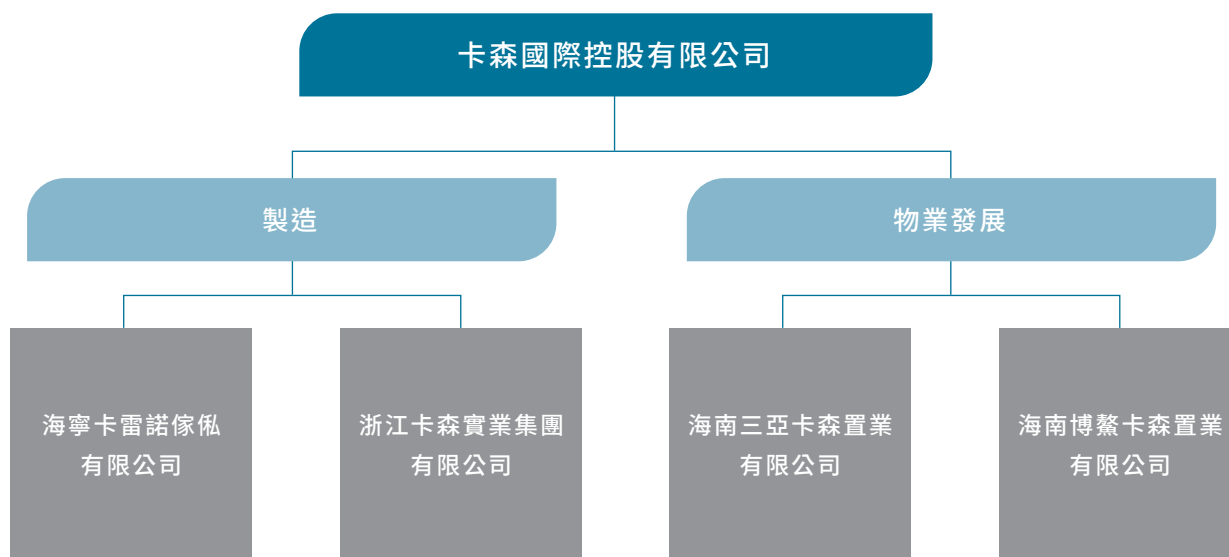 卡森國際控股有限公司
製造
物業發展
海寧卡雷諾傢俬
有限公司
浙江卡森實業集團
有限公司
海南三亞卡森置業
有限公司
海南博鰲卡森置業
有限公司